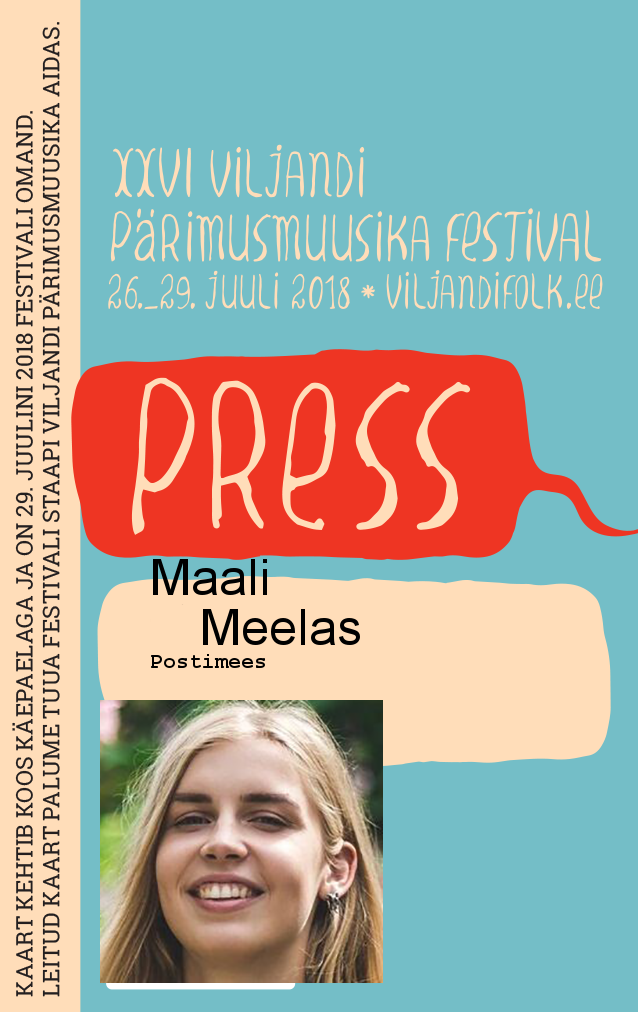 XXVI VILJANDI
PÄRIMUSMUUSIKA FESTIVAL
26._29. JUULI 2018 * VILJANDIFOLK.EE
PRESS
Maali
Meelas
Postimees
KAART KEHTIB KOOS KÄEPAELAGA JA ON 29. JUULINI 2018 FESTIVALI OMAND.
LEITUD KAART PALUME TUUA FESTIVALI STAAPI VILJANDI PÄRIMUSMUUSIKA AIDAS.